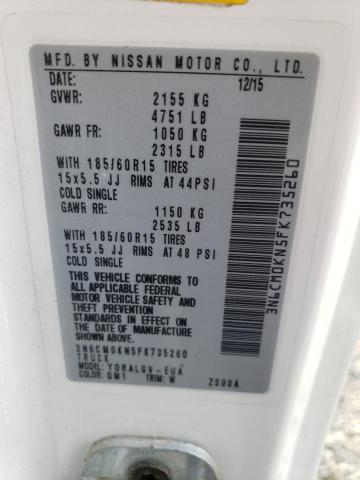 MFD. BY NISSAN MOTOR CO., LTD.
DATE: 12/15
GVWR: 2155 KG
4751 LB
GAWR FR: 1050 KG
2315 LB
WITH 185/60R15 TIRES
15x5.5 JJ RIMS AT 44PSI
COLD SINGLE
GAWR RR: 1150 KG
2535 LB
WITH 185/60R15 TIRES
15x5.5 JJ RIMS AT 48 PSI
COLD SINGLE
THIS VEHICLE CONFORMS TO
ALL APPLICABLE FEDERAL
MOTOR VEHICLE SAFETY AND
THEFT PREVENTION
STANDARDS IN EFFECT ON THE
DATE OF MANUFACTURE SHOWN
ABOVE.
3N6CM0KN5FK735260
TRUCK
MODEL: YDRALGV-EUA
COLOR: QM1 TRIM: W ZS00A
3N6CM0KN5FK735260